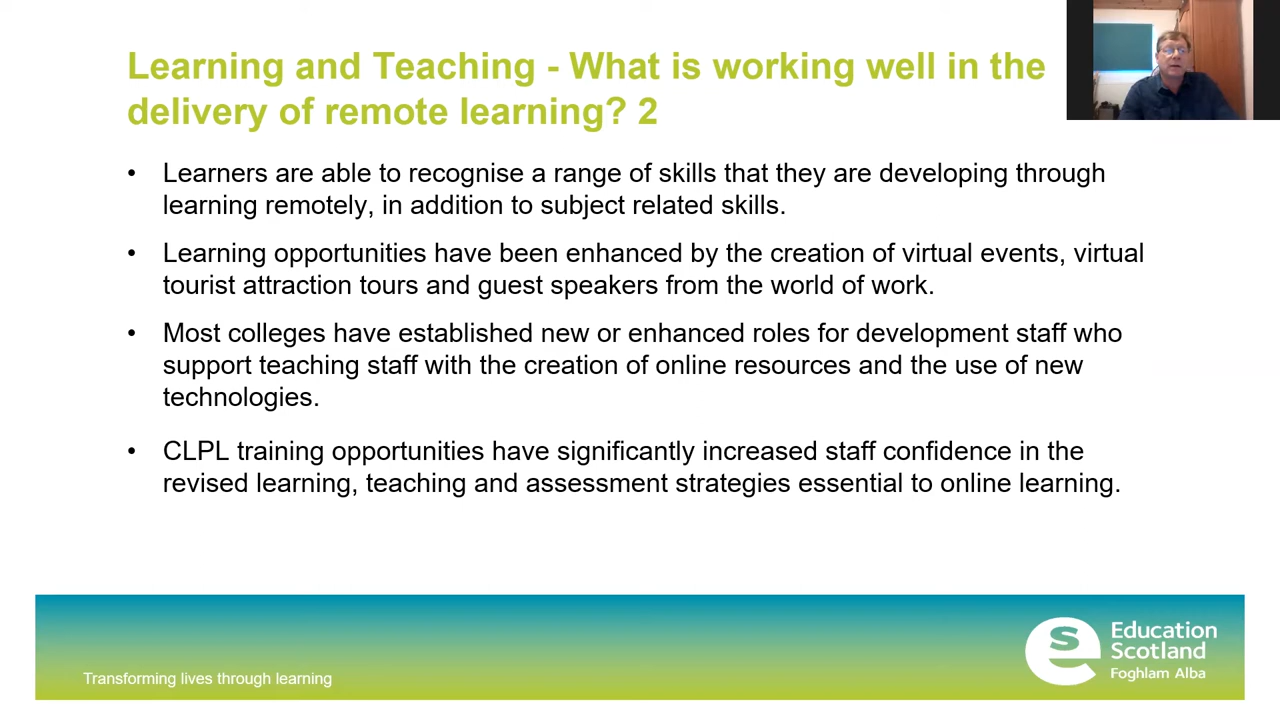 Learning and Teaching - What is working well in the
delivery of remote learning? 2
• Learners are able to recognise a range of skills that they are developing through
learning remotely, in addition to subject related skills.
• Learning opportunities have been enhanced by the creation of virtual events, virtual
tourist attraction tours and guest speakers from the world of work.
• Most colleges have established new or enhanced roles for development staff who
support teaching staff with the creation of online resources and the use of new
technologies.
• CLPL training opportunities have significantly increased staff confidence in the
revised learning, teaching and assessment strategies essential to online learning.
Transforming lives through learning
Education
Scotland
Foghlam Alba